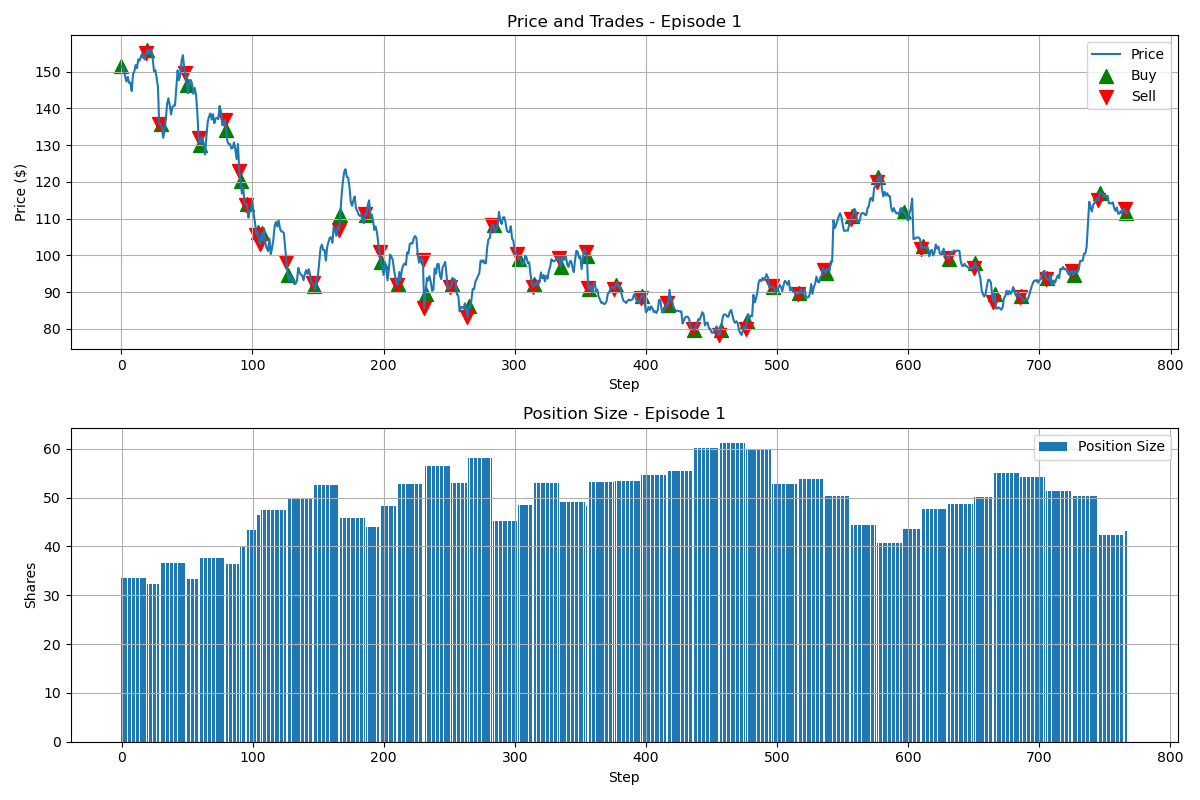 Price and Trades - Episode 1
Price ($)
150
140
130
120
110
100
90
80
Price
Buy
Sell
0 100 200 300 400 500 600 700 800
Step
Position Size - Episode 1
Shares
60
50
40
30
20
10
0
Position Size
0 100 200 300 400 500 600 700 800
Step